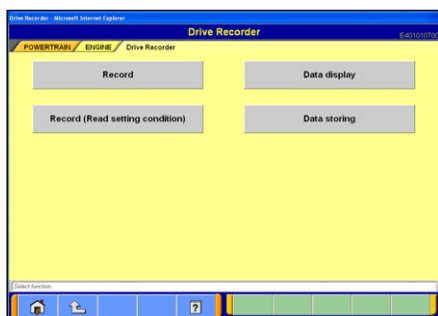 Drive Recorder - Microsoft Internet Explorer
Drive Recorder
E401010700
POWERTRAIN ENGINE Drive Recorder
Record Data display
Record (Read setting condition) Data storing
Select function.
?